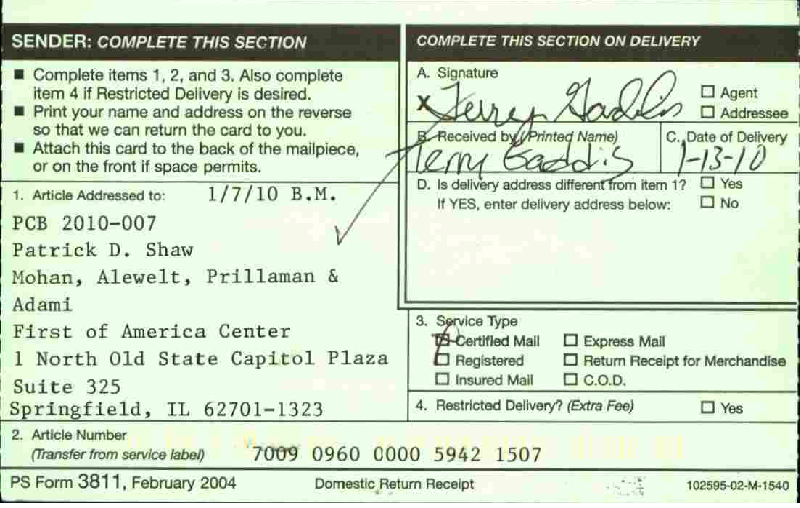 SENDER: COMPLETE THIS SECTION
■ Complete items 1, 2, and 3. Also complete
item 4 if Restricted Delivery is desired.
■ Print your name and address on the reverse
so that we can return the card to you.
■ Attach this card to the back of the mailpiece,
or on the front if space permits.
1. Article Addressed to: 1/7/10 B.M.
PCB 2010-007
Patrick D. Shaw
Mohan, Alewelt, Prillaman &
Adami
First of America Center
1 North Old State Capitol Plaza
Suite 325
Springfield, IL 62701-1323
COMPLETE THIS SECTION ON DELIVERY
A. Signature
X Terry Gaddis
☐ Agent
☐ Addressee
B. Received by (Printed Name)
Terry Gaddis
C. Date of Delivery
1-13-10
D. Is delivery address different from item 1? ☐ Yes
If YES, enter delivery address below: ☐ No
3. Service Type
☒ Certified Mail ☐ Express Mail
☐ Registered ☐ Return Receipt for Merchandise
☐ Insured Mail ☐ C.O.D.
4. Restricted Delivery? (Extra Fee) ☐ Yes
2. Article Number
(Transfer from service label) 7009 0960 0000 5942 1507
PS Form 3811, February 2004 Domestic Return Receipt 102595-02-M-1540